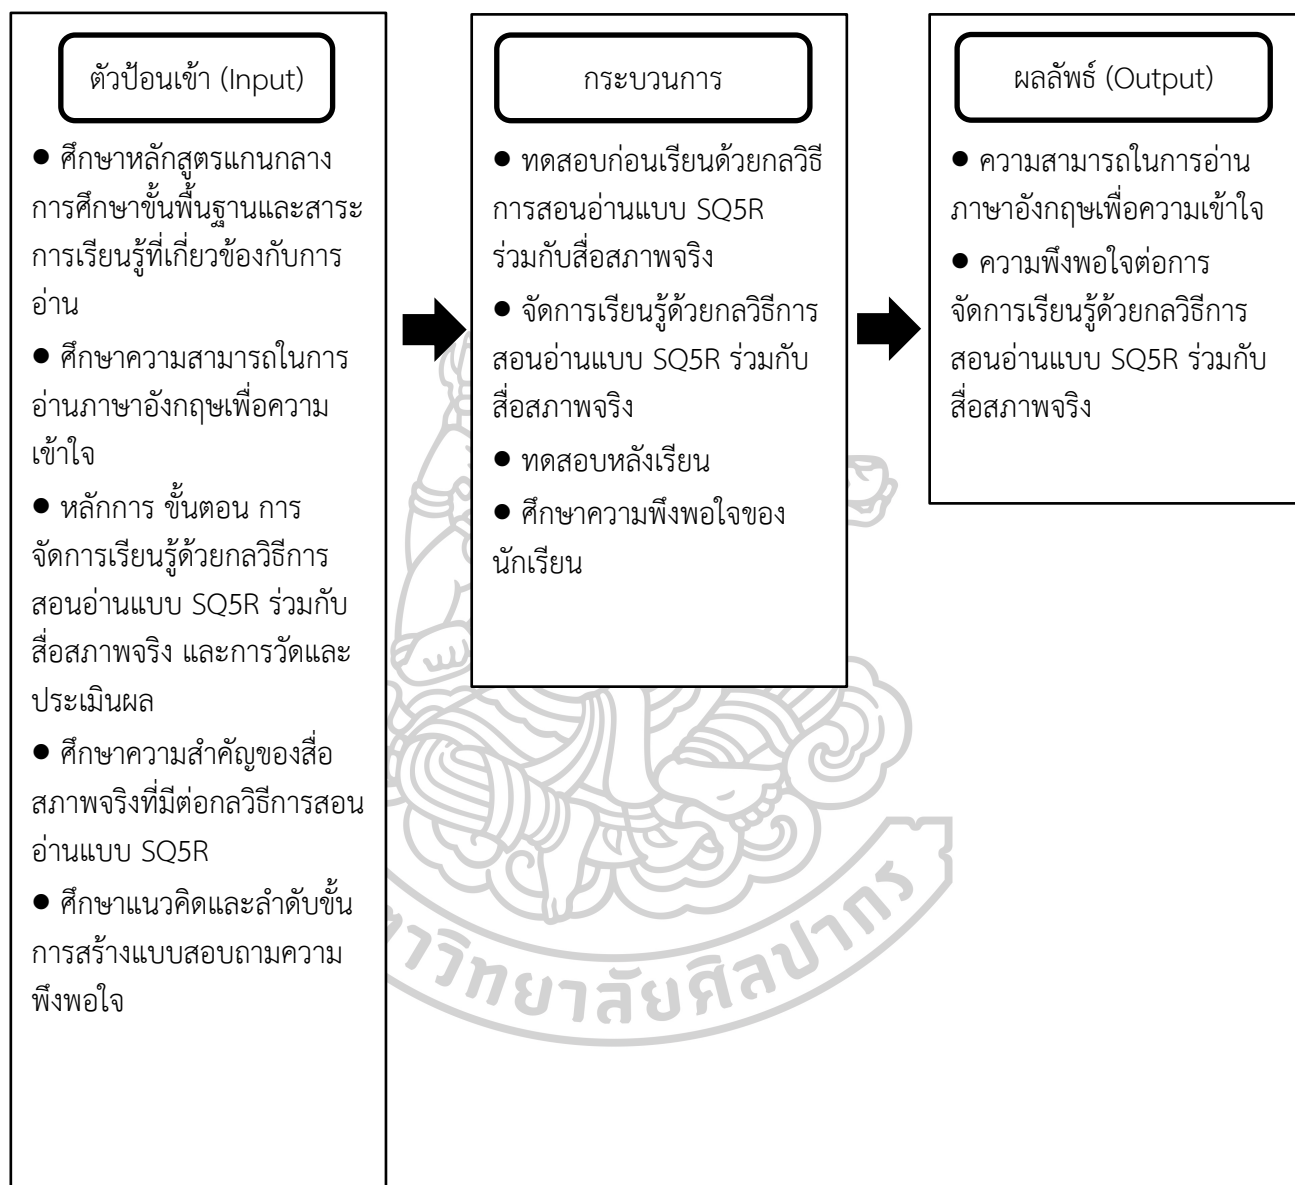 ตัวป้อนเข้า (Input)
● ศึกษาหลักสูตรแกนกลาง
การศึกษาขั้นพื้นฐานและสาระ
การเรียนรู้ที่เกี่ยวข้องกับการ
อ่าน
● ศึกษาความสามารถในการ
อ่านภาษาอังกฤษเพื่อความ
เข้าใจ
● หลักการ ขั้นตอน การ
จัดการเรียนรู้ด้วยกลวิธีการ
สอนอ่านแบบ SQ5R ร่วมกับ
สื่อสภาพจริง และการวัดและ
ประเมินผล
● ศึกษาความสำคัญของสื่อ
สภาพจริงที่มีต่อกลวิธีการสอน
อ่านแบบ SQ5R
● ศึกษาแนวคิดและลำดับขั้น
การสร้างแบบสอบถามความ
พึงพอใจ
กระบวนการ
● ทดสอบก่อนเรียนด้วยกลวิธี
การสอนอ่านแบบ SQ5R
ร่วมกับสื่อสภาพจริง
● จัดการเรียนรู้ด้วยกลวิธีการ
สอนอ่านแบบ SQ5R ร่วมกับ
สื่อสภาพจริง
● ทดสอบหลังเรียน
● ศึกษาความพึงพอใจของ
นักเรียน
ผลลัพธ์ (Output)
● ความสามารถในการอ่าน
ภาษาอังกฤษเพื่อความเข้าใจ
● ความพึงพอใจต่อการ
จัดการเรียนรู้ด้วยกลวิธีการ
สอนอ่านแบบ SQ5R ร่วมกับ
สื่อสภาพจริง
าวิทยาลัยศิลปากร